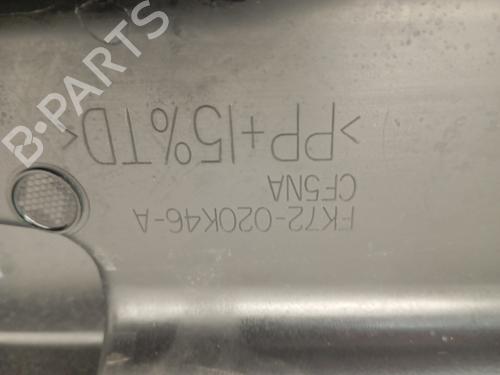 FK72-020K46-A
CF5NA
>PP+15%TD<
B-PARTS